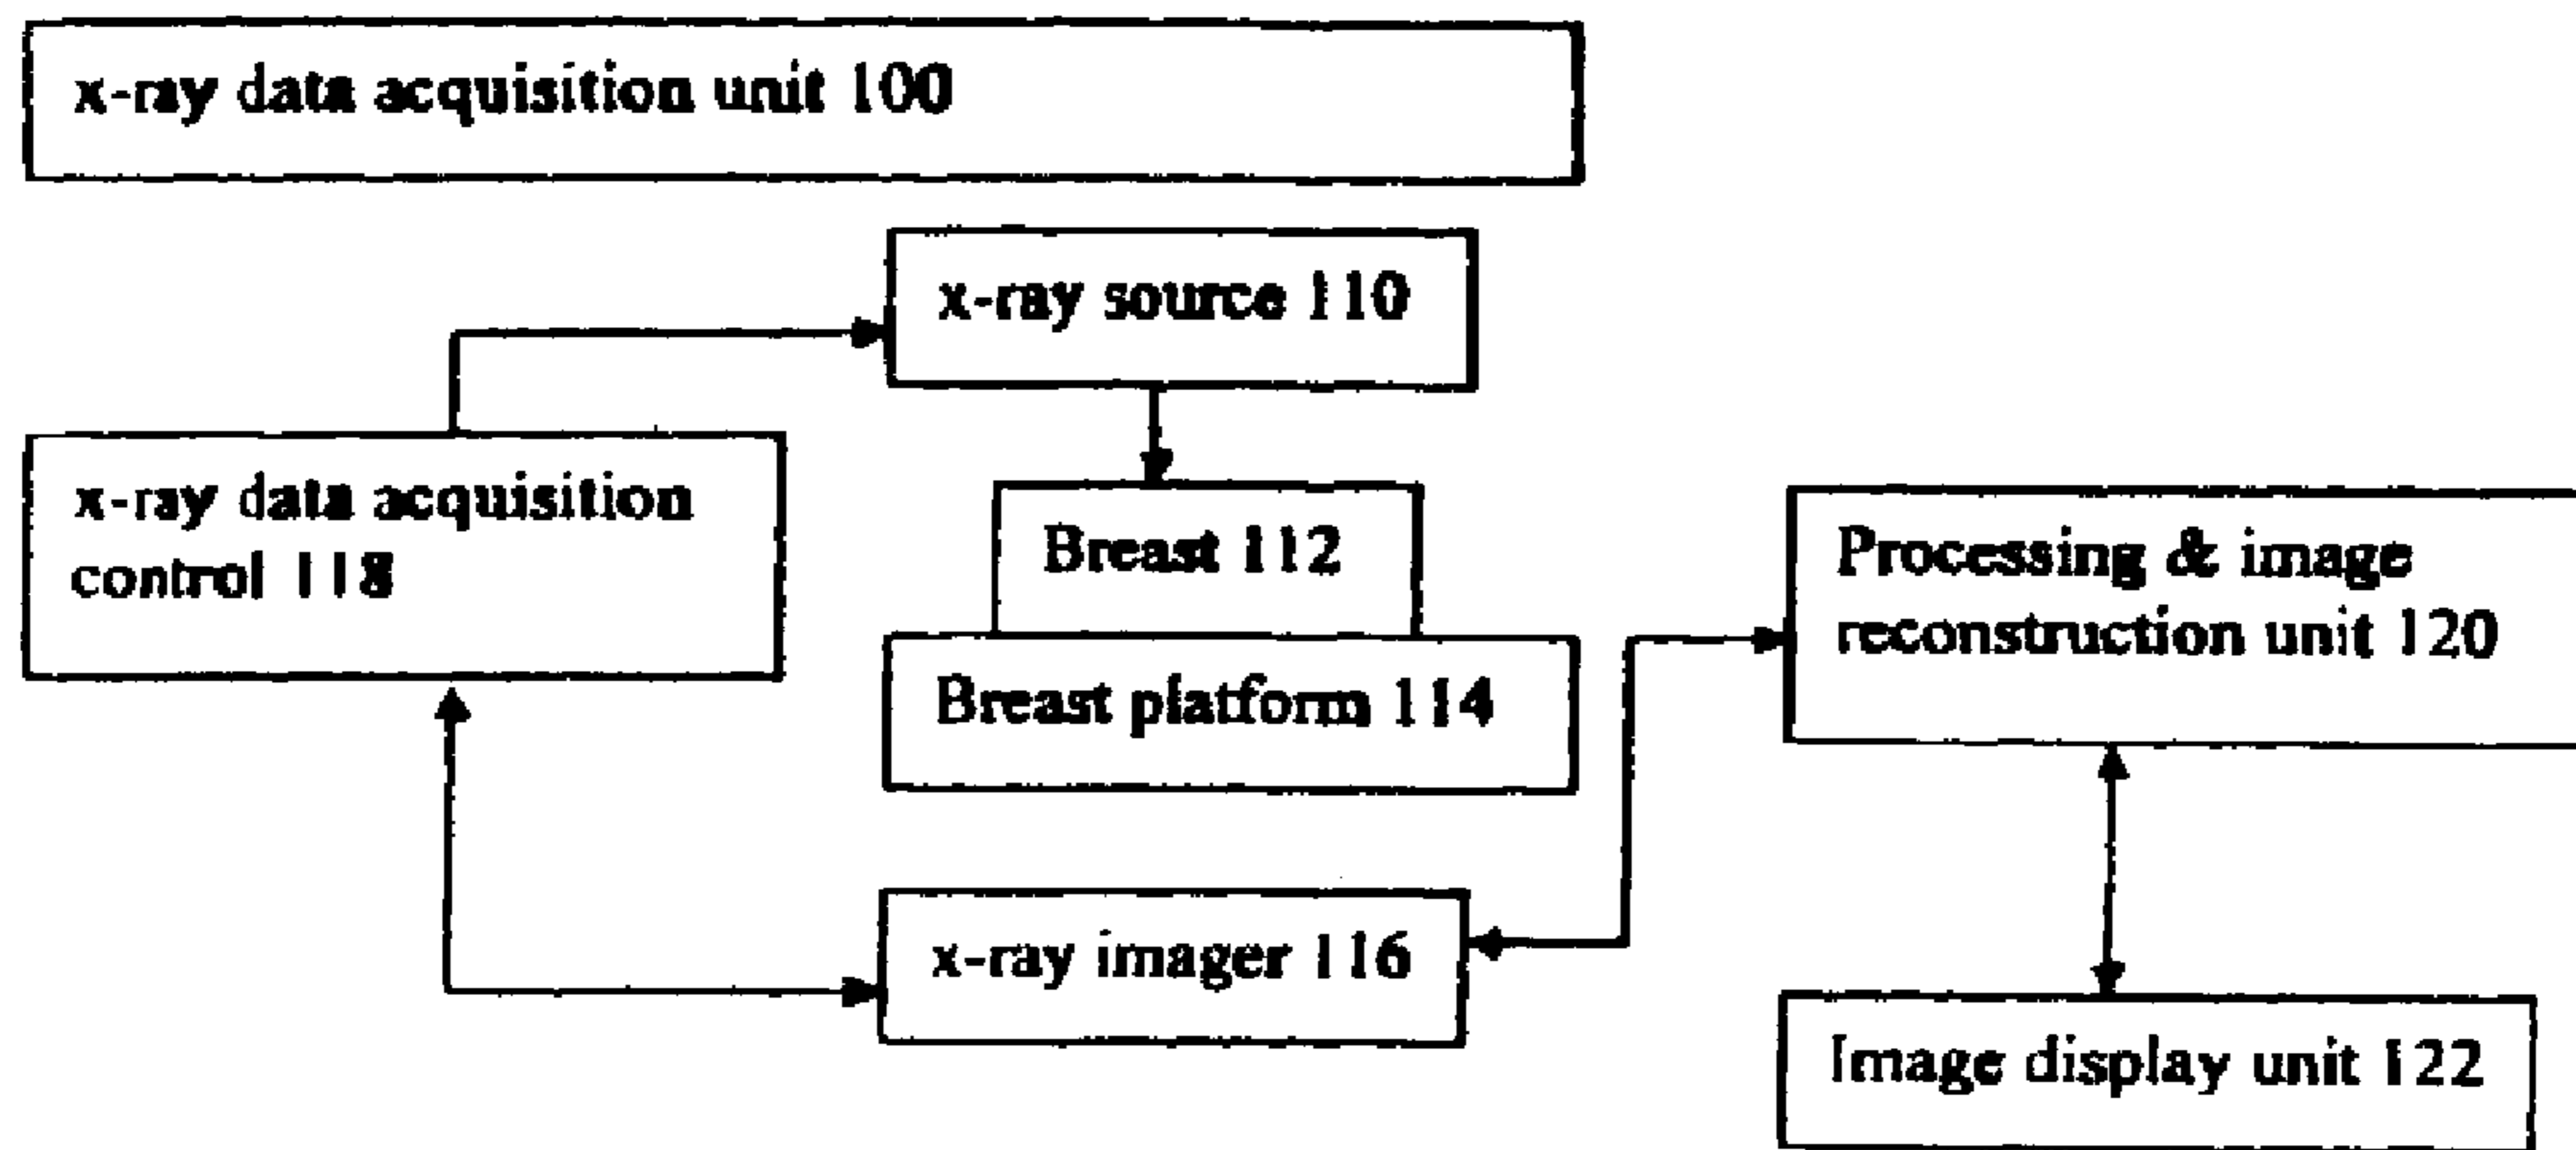 x-ray data acquisition unit 100
x-ray source 110
x-ray data acquisition
control 118
Breast 112
Breast platform 114
Processing & image
reconstruction unit 120
x-ray imager 116
Image display unit 122